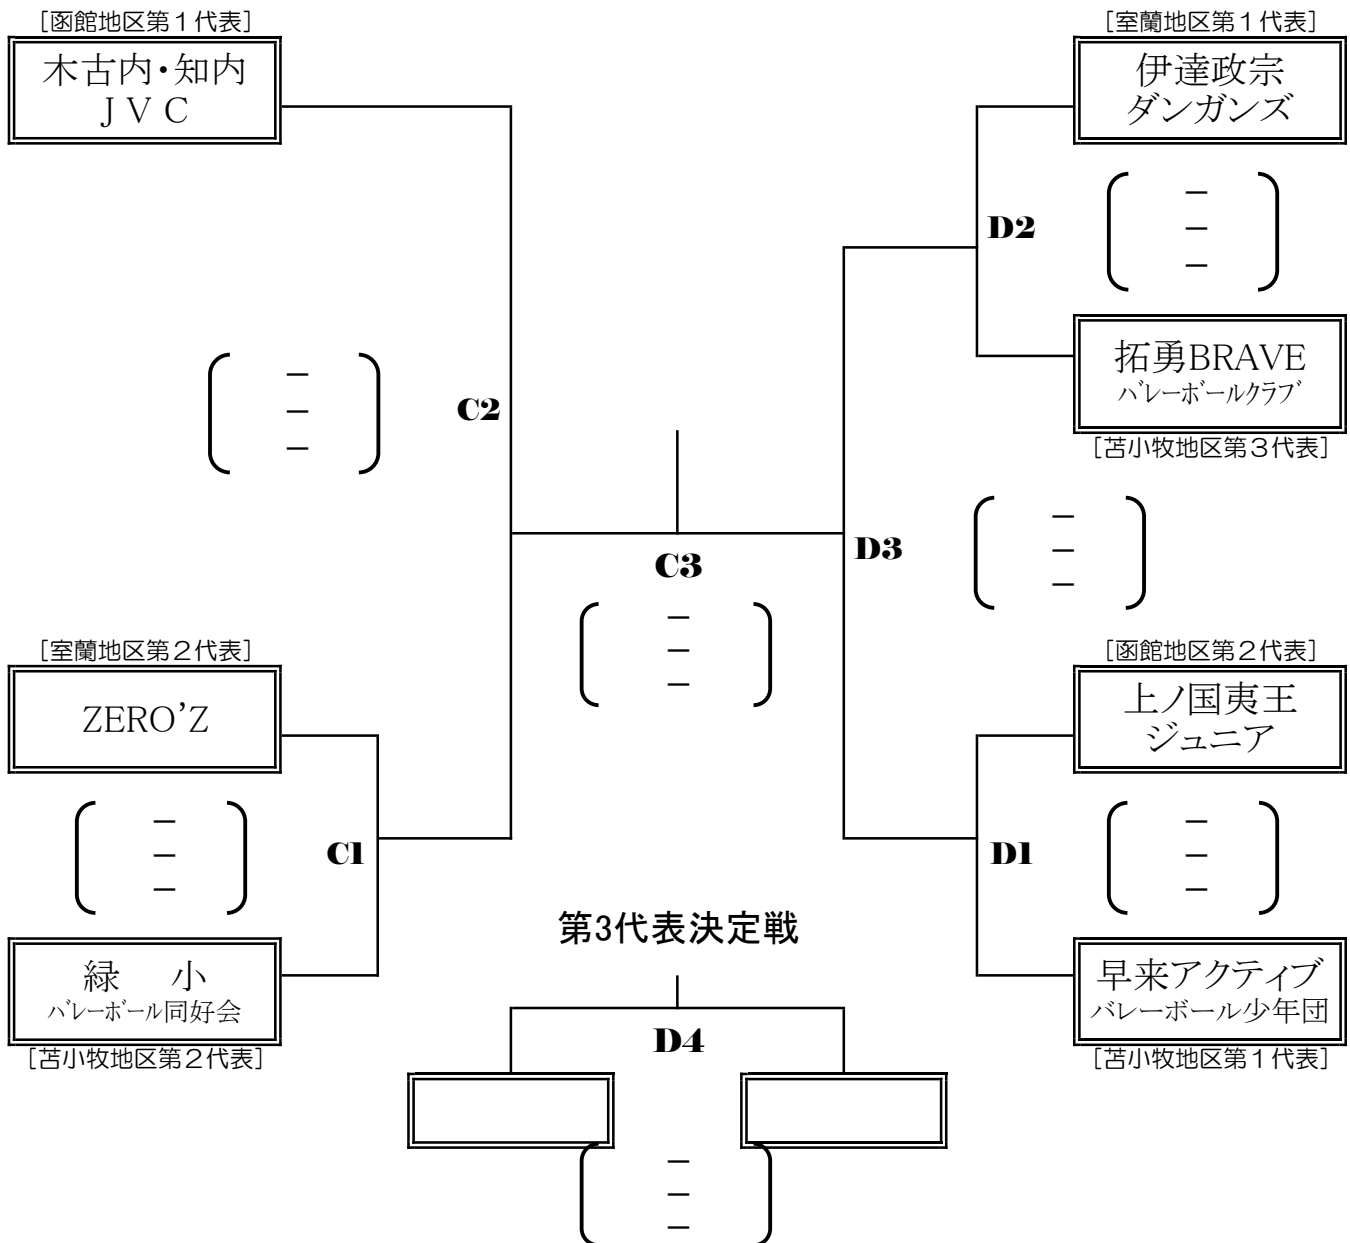 [函館地区第１代表]
木古内・知内
ＪＶＣ
[室蘭地区第１代表]
伊達政宗
ダンガンズ
－
－
－
D2
拓勇BRAVE
バレーボールクラブ
[苫小牧地区第３代表]
－
－
－
C2
－
－
－
D3
C3
－
－
－
[室蘭地区第２代表]
ZERO’Z
[函館地区第２代表]
上ノ国夷王
ジュニア
－
－
－
C1
－
－
－
D1
緑　小
バレーボール同好会
[苫小牧地区第２代表]
早来アクティブ
バレーボール少年団
[苫小牧地区第１代表]
第3代表決定戦
D4
－
－
－